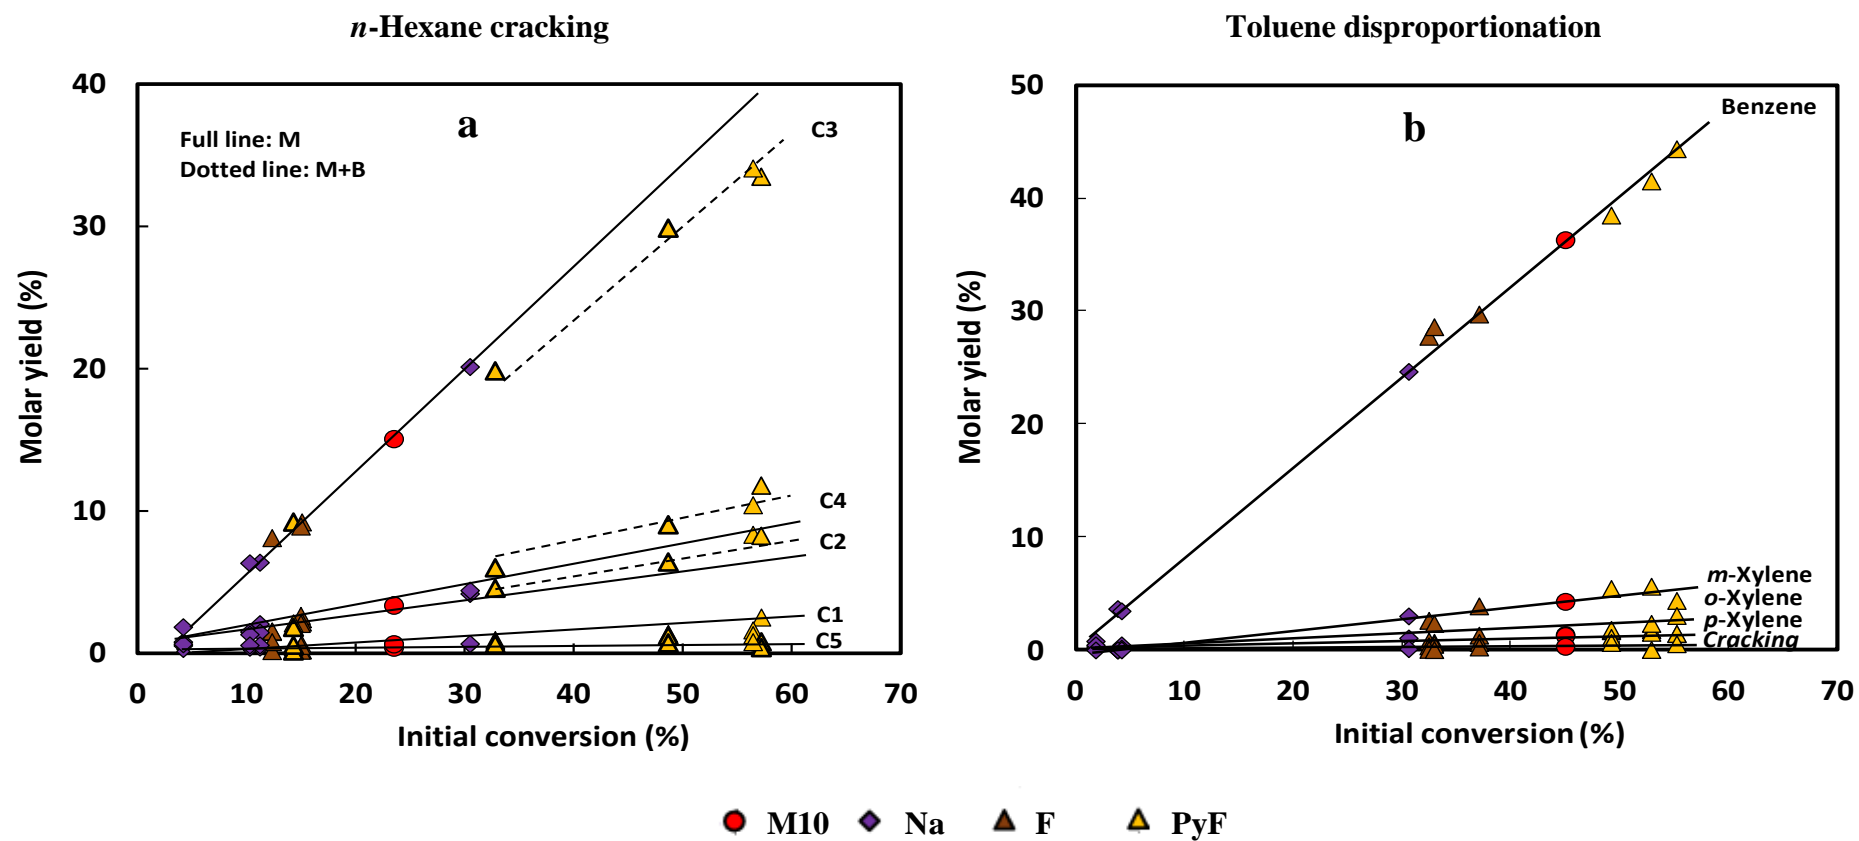 n-Hexane cracking
Toluene disproportionation
40
30
20
10
0
Molar yield (%)
Full line: M
Dotted line: M+B
a
C3
C4
C2
C1
C5
0 10 20 30 40 50 60 70
Initial conversion (%)
50
40
30
20
10
0
Molar yield (%)
b
Benzene
m-Xylene
o-Xylene
p-Xylene
Cracking
0 10 20 30 40 50 60 70
Initial conversion (%)
M10 Na F PyF